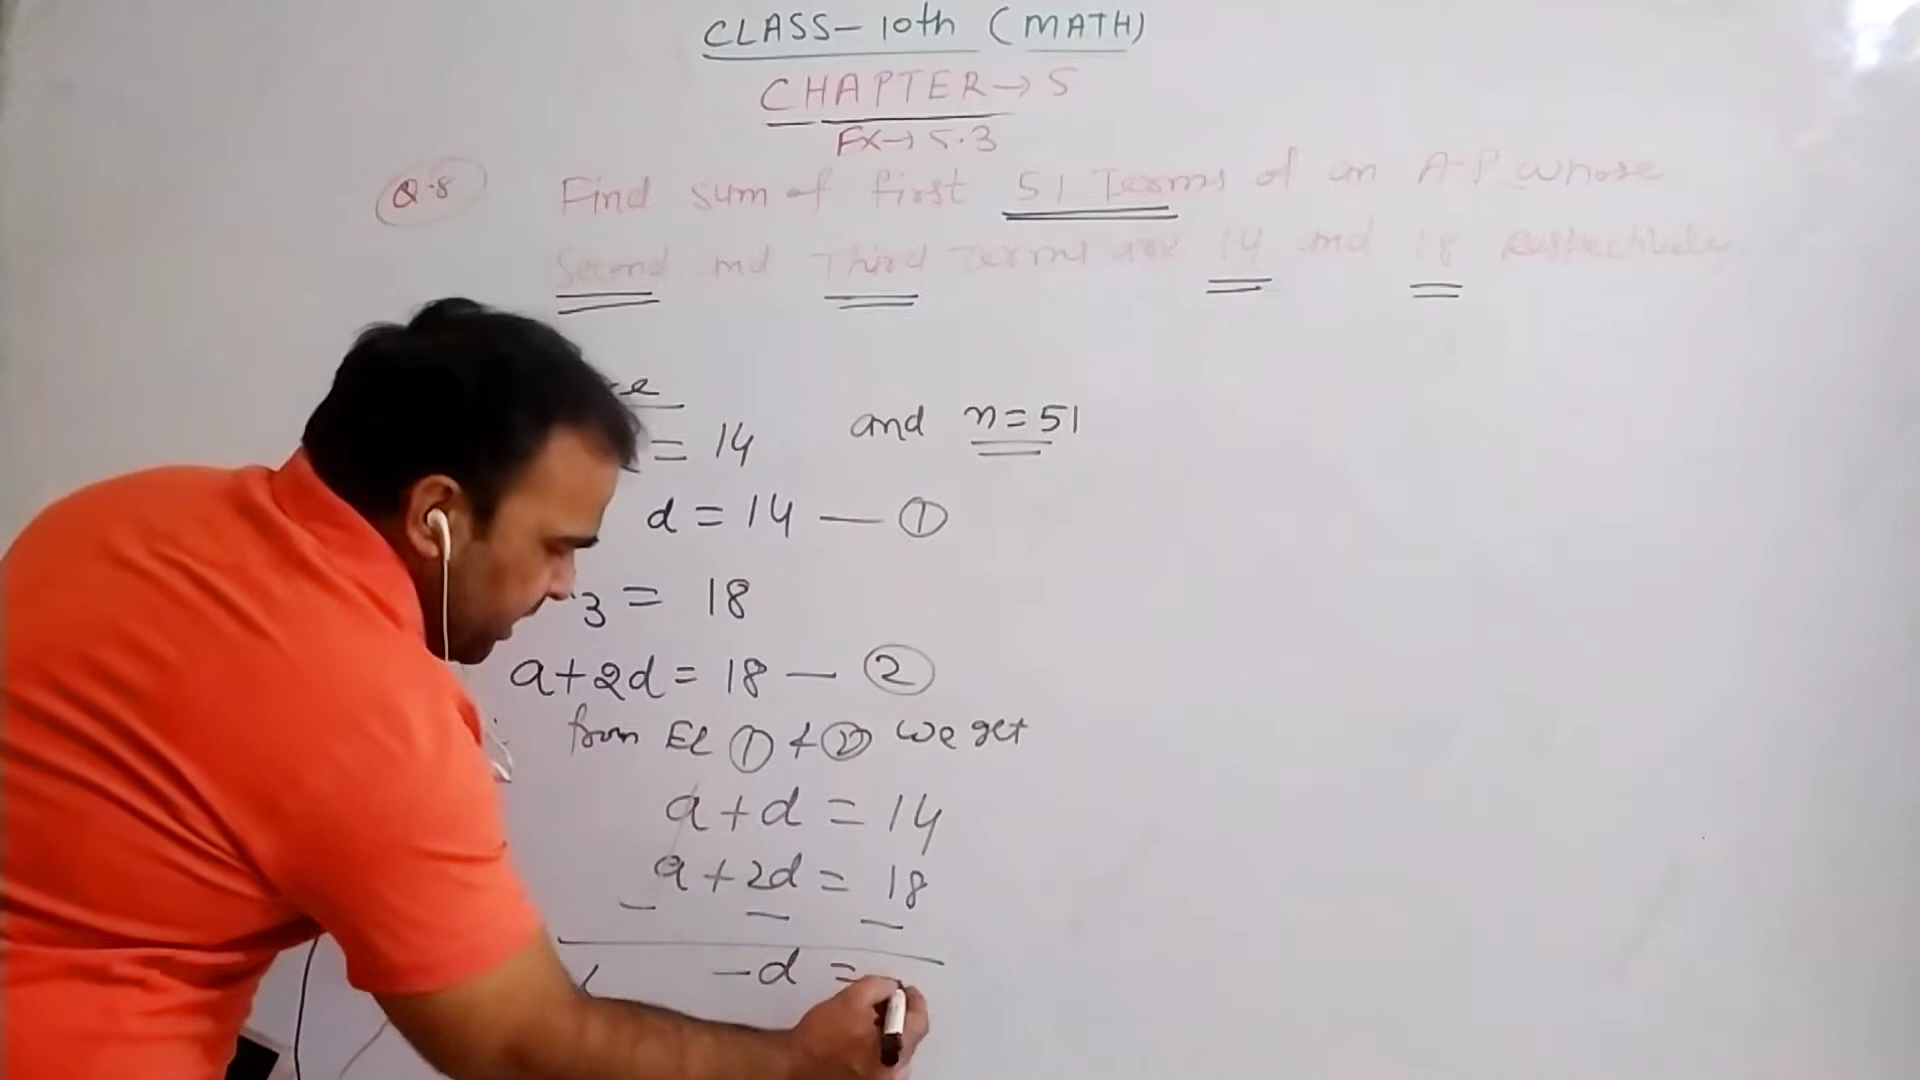 CLASS-10th (MATH)
CHAPTER→5
EX→5.3
Q.8 Find sum of first 51 Terms of an A.P whose
Second and Third Terms are 14 and 18 Respectively
= 14 and n=51
d = 14 — ①
3 = 18
a+2d = 18 — ②
from ① & ② we get
a+d = 14
a+2d = 18
— — —
-d =